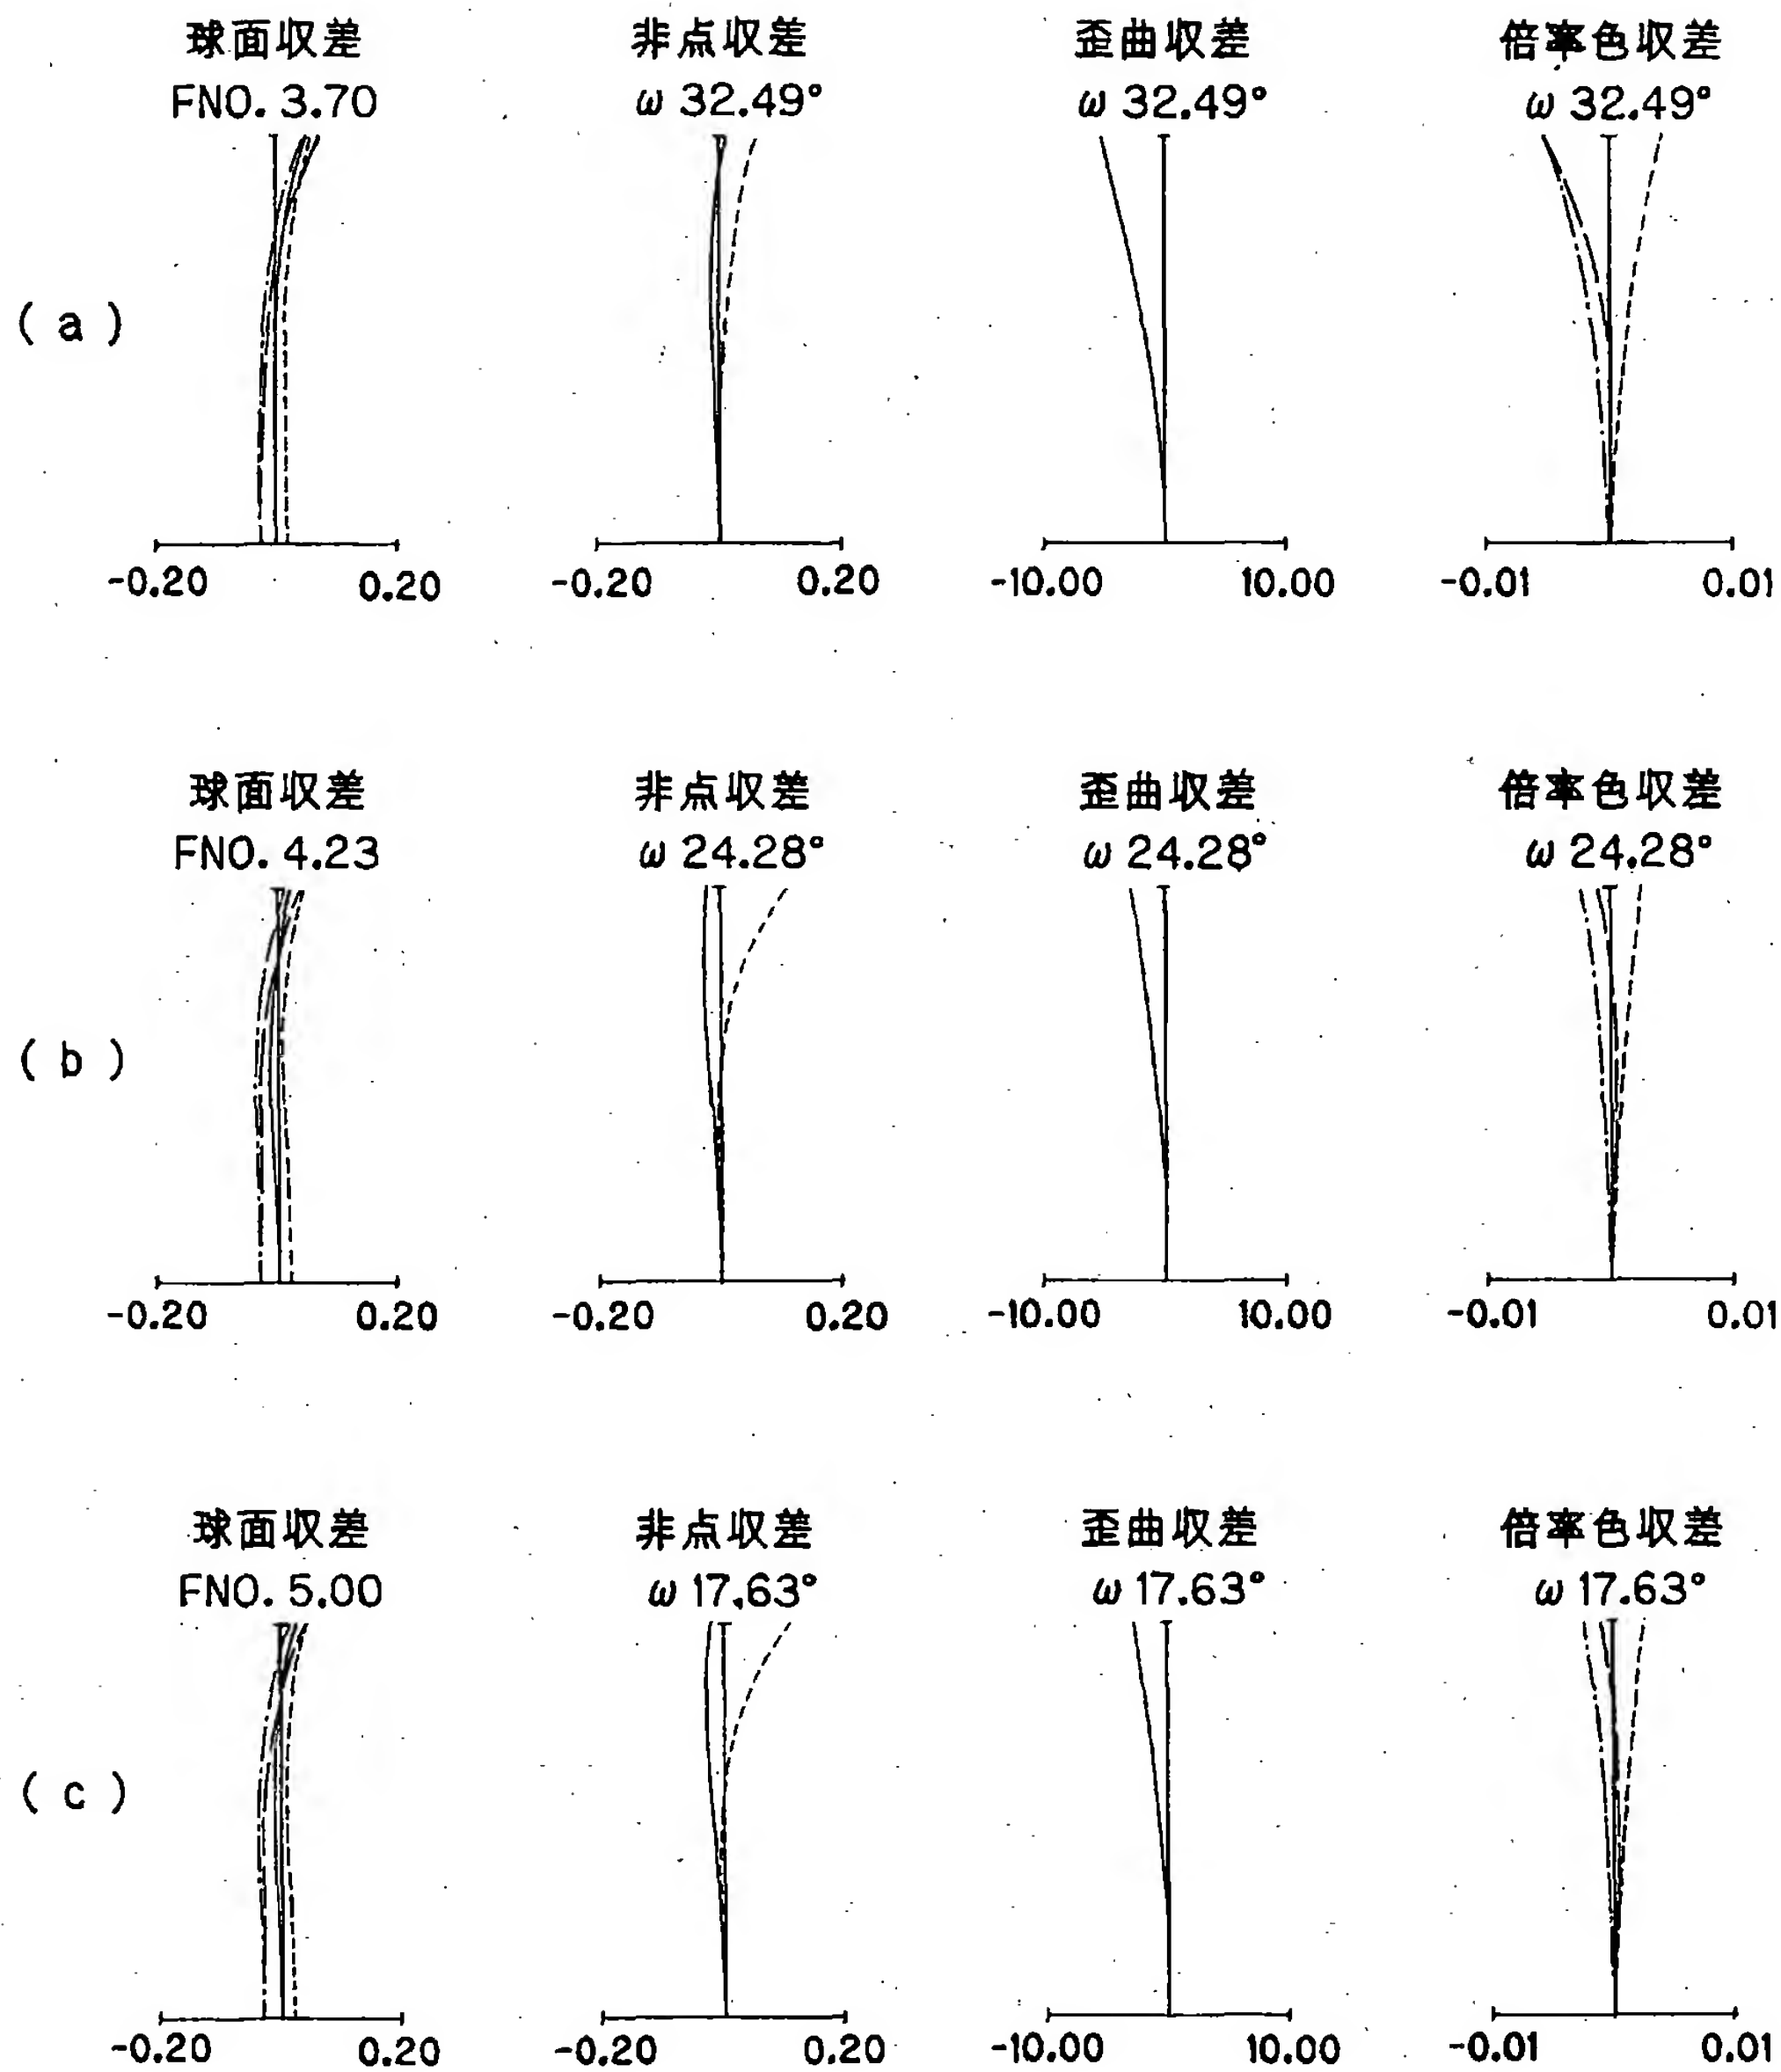 球面収差 非点収差 歪曲収差 倍率色収差
FNO. 3.70 ω 32.49° ω 32.49° ω 32.49°
( a )
-0.20 0.20 -0.20 0.20 -10.00 10.00 -0.01 0.01
球面収差 非点収差 歪曲収差 倍率色収差
FNO. 4.23 ω 24.28° ω 24.28° ω 24.28°
( b )
-0.20 0.20 -0.20 0.20 -10.00 10.00 -0.01 0.01
球面収差 非点収差 歪曲収差 倍率色収差
FNO. 5.00 ω 17.63° ω 17.63° ω 17.63°
( c )
-0.20 0.20 -0.20 0.20 -10.00 10.00 -0.01 0.01